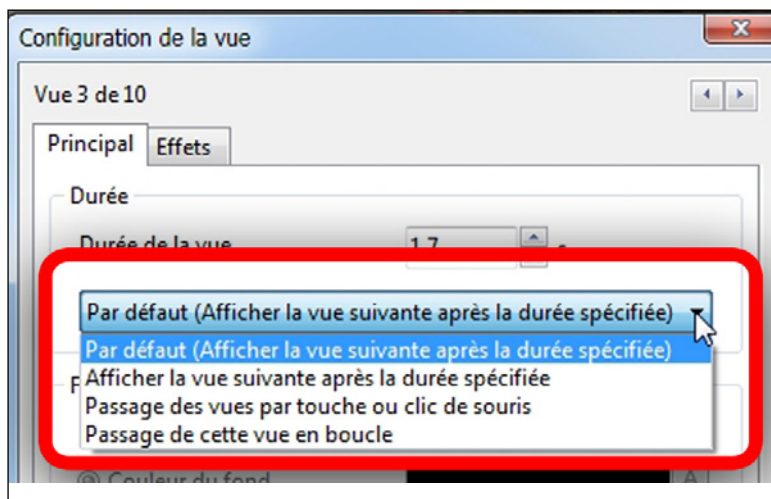 Configuration de la vue
Vue 3 de 10
Principal Effets
Durée
Durée de la vue 1.7 s
Par défaut (Afficher la vue suivante après la durée spécifiée)
Par défaut (Afficher la vue suivante après la durée spécifiée)
Afficher la vue suivante après la durée spécifiée
Passage des vues par touche ou clic de souris
Passage de cette vue en boucle
Couleur du fond A